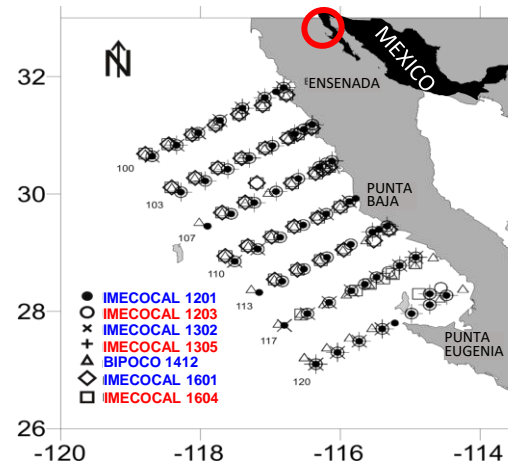 MEXICO
N
32
ᴱENSENADA
100
103
30
PUNTA
BAJA
107
110
113
28
117
120
PUNTA
EUGENIA
IMECOCAL 1201
IMECOCAL 1203
IMECOCAL 1302
IMECOCAL 1305
BIPOCO 1412
IMECOCAL 1601
IMECOCAL 1604
26
-120
-118
-116
-114